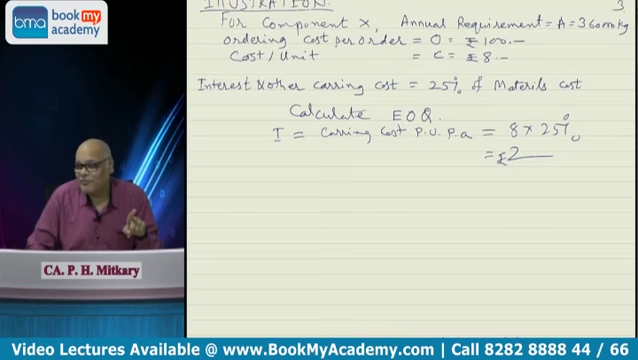 bma book my academy
ILLUSTRATION. 3
For Component X, Annual Requirement = A = 36000 kg
ordering Cost per order = O = ₤ 100.—
Cost / Unit = C = ₤ 8.—
Interest & other carring cost = 25% of Materils cost
Calculate EOQ.
I = Carring Cost P.U.P.a = 8 × 25%
= ₤2
CA. P. H. Mitkary
Video Lectures Available @ www.BookMyAcademy.com | Call 8282 8888 44 / 66